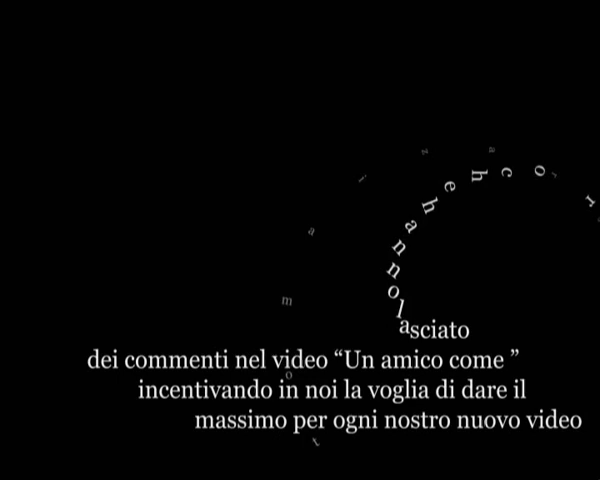 che hanno lasciato
dei commenti nel video “Un amico come ”
incentivando in noi la voglia di dare il
massimo per ogni nostro nuovo video